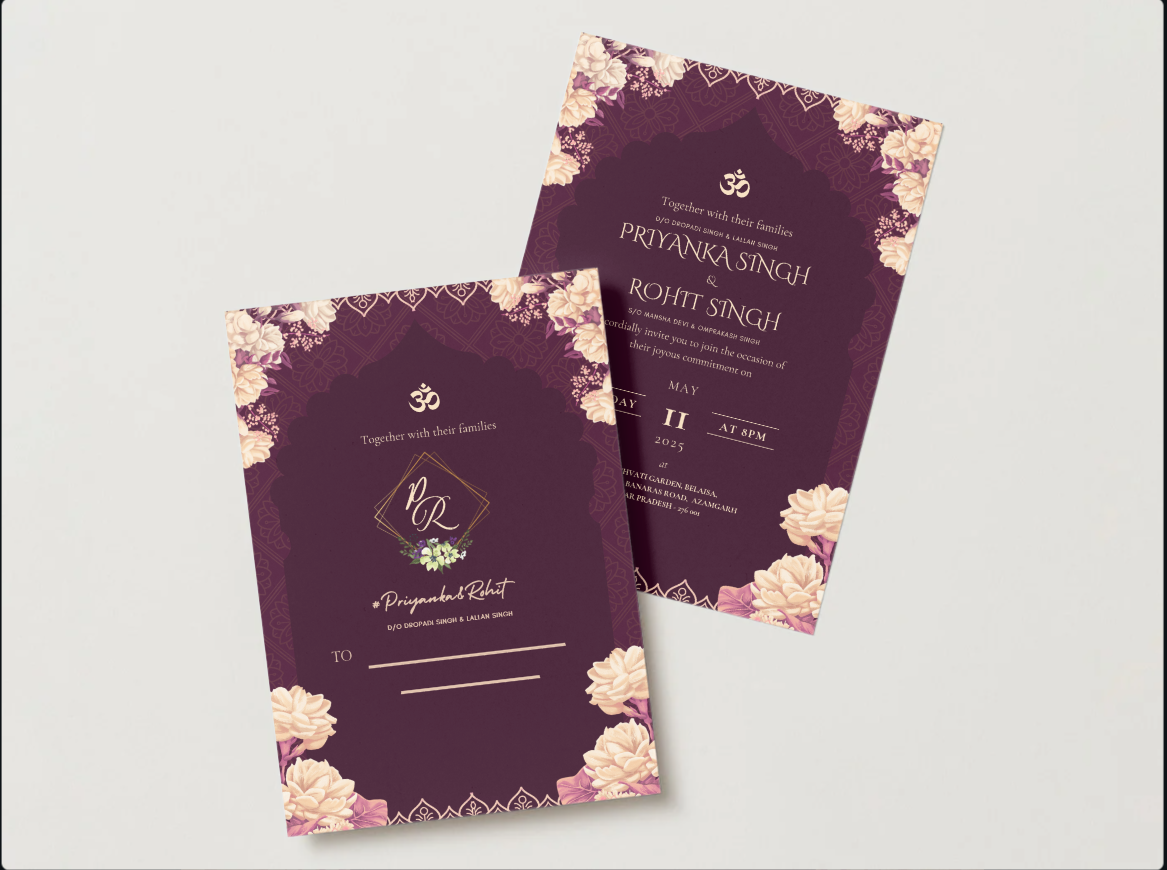 ॐ
Together with their families
P
R
#Priyanka&Rohit
D/O DROPADI SINGH & LALLAN SINGH
TO
ॐ
Together with their families
D/O DROPADI SINGH & LALLAN SINGH
PRIYANKA SINGH
&
ROHIT SINGH
S/O MANSHA DEVI & OMPRAKASH SINGH
cordially invite you to join the occasion of
their joyous commitment on
MAY
DAY
11
AT 8PM
2025
at
HVATI GARDEN, BELAISA,
BANARAS ROAD, AZAMGARH
AR PRADESH - 276 001